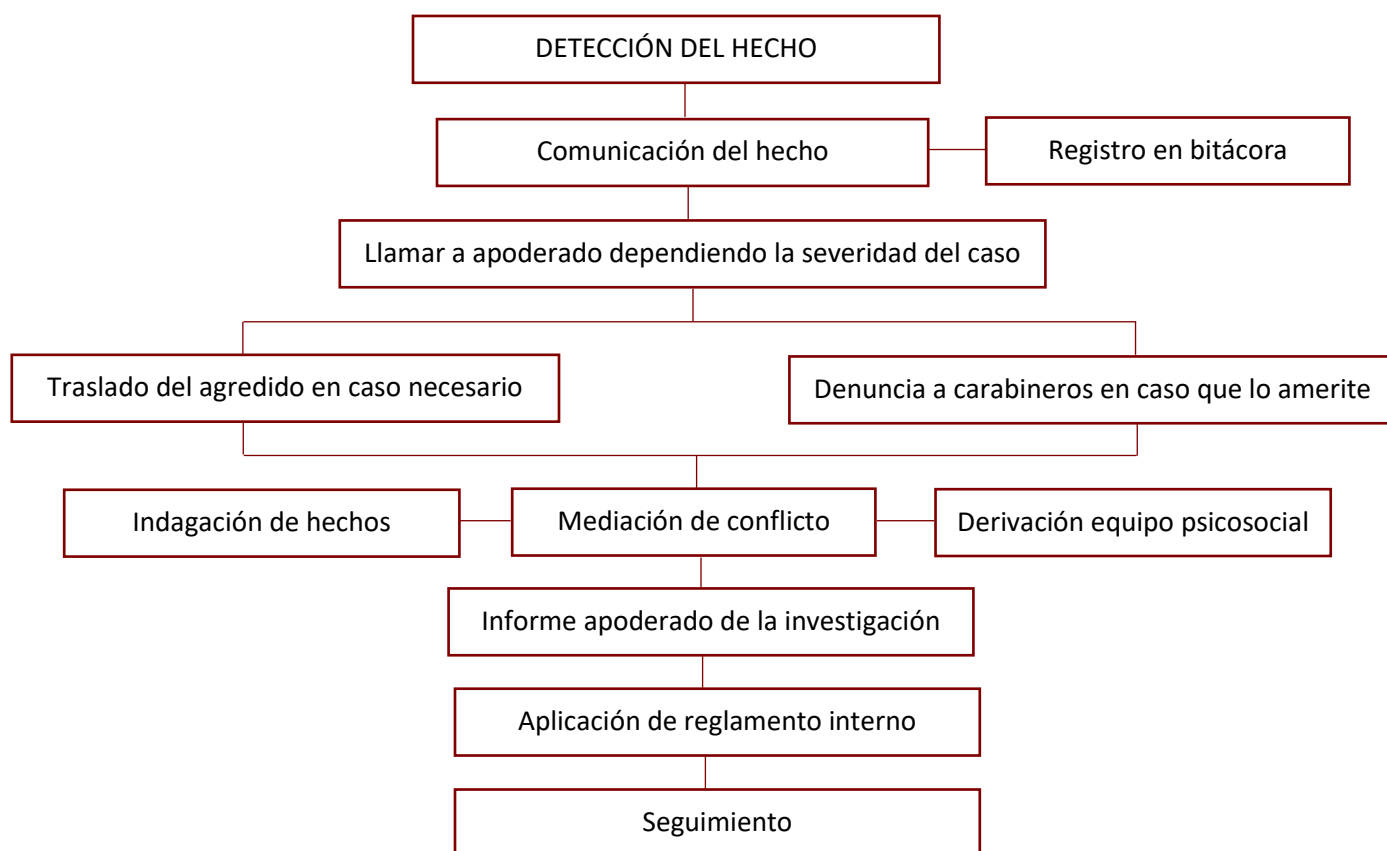 DETECCIÓN DEL HECHO
Comunicación del hecho
Registro en bitácora
Llamar a apoderado dependiendo la severidad del caso
Traslado del agredido en caso necesario
Denuncia a carabineros en caso que lo amerite
Indagación de hechos
Mediación de conflicto
Derivación equipo psicosocial
Informe apoderado de la investigación
Aplicación de reglamento interno
Seguimiento